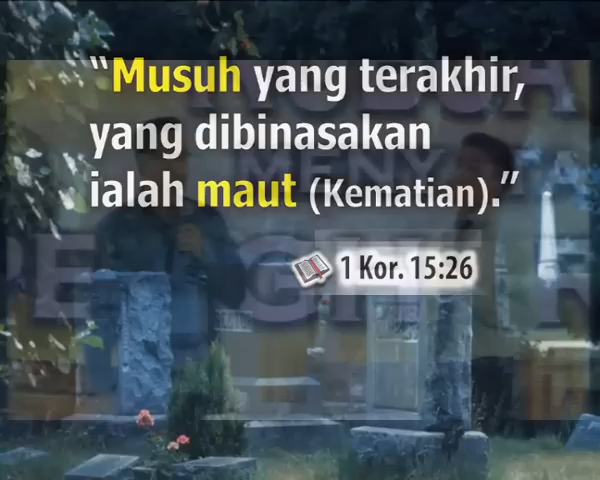 “Musuh yang terakhir,
yang dibinasakan
ialah maut (Kematian).”
1 Kor. 15:26